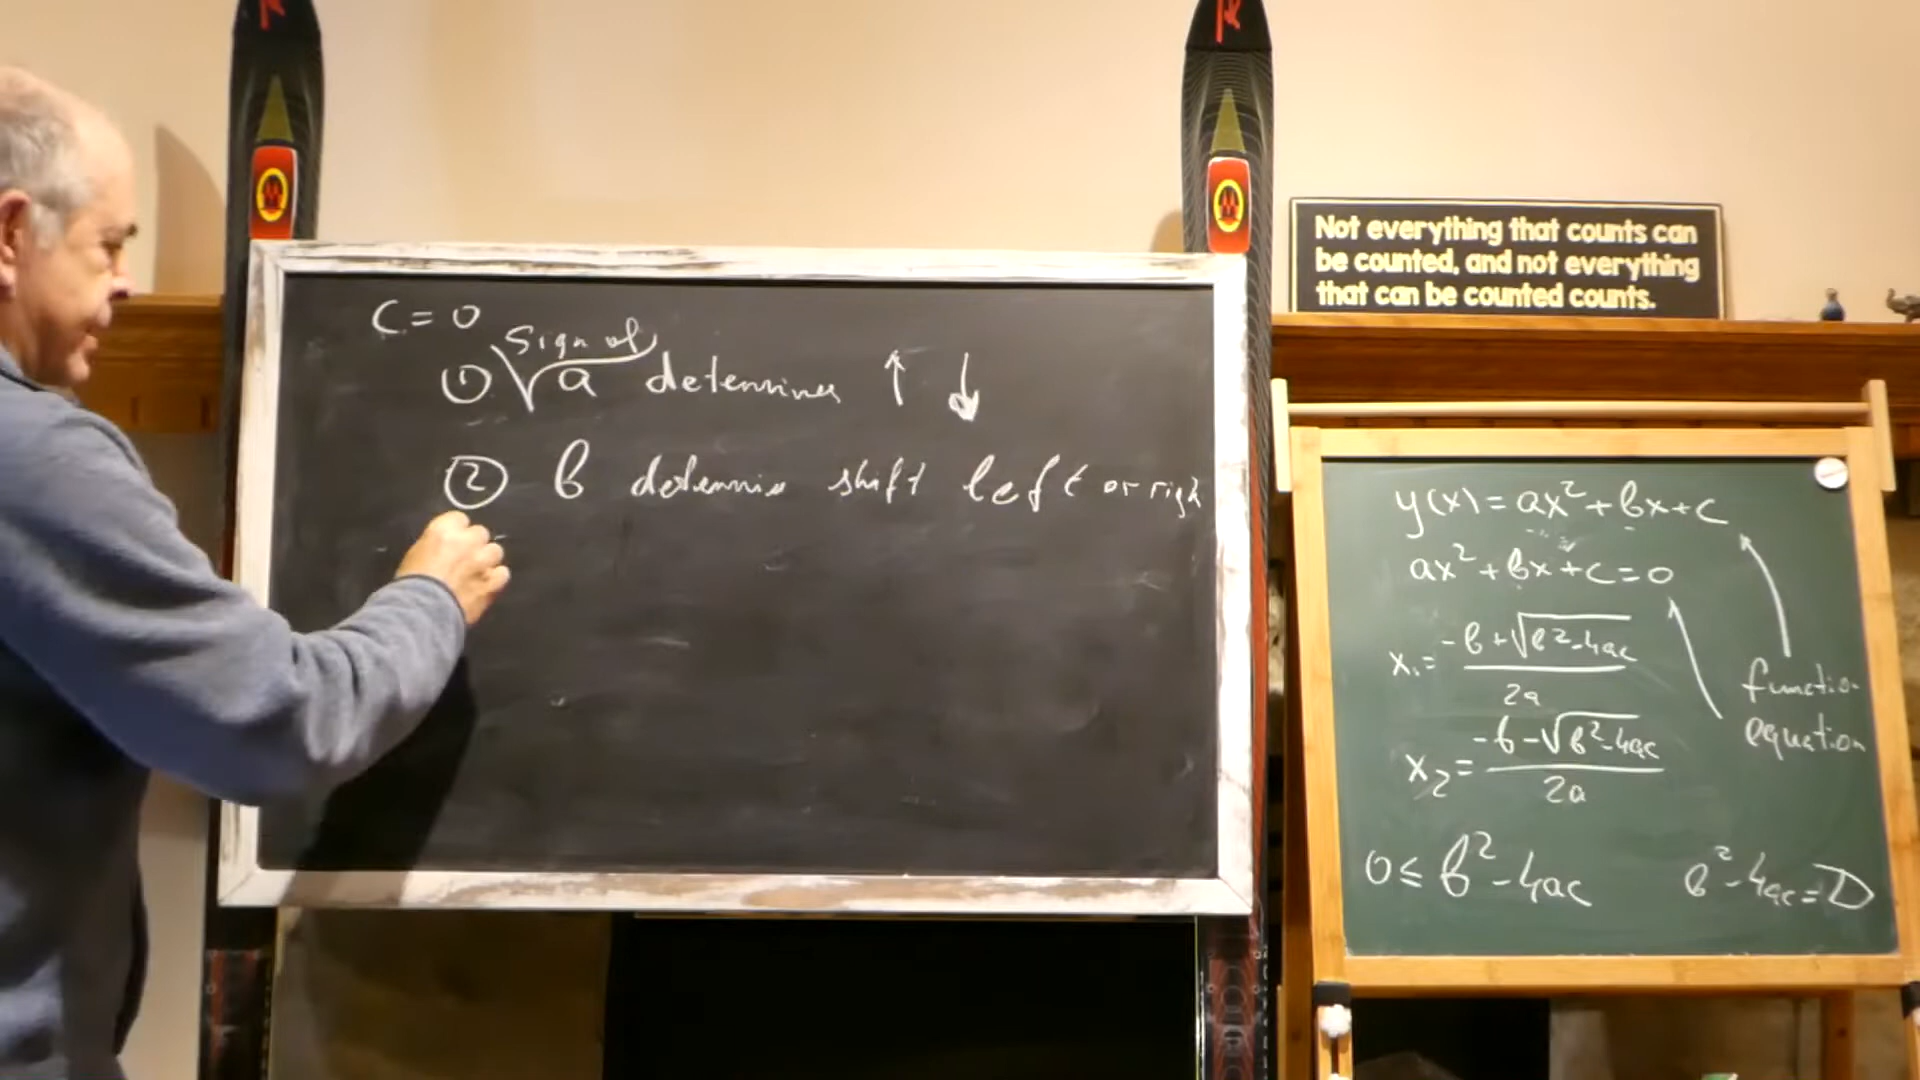 C = 0
Sign of
① a determines ↑ ↓
② b determine shift left or righ
Not everything that counts can
be counted, and not everything
that can be counted counts.
y(x) = ax² + bx + c
ax² + bx + c = 0
x₁ = (-b + √(b² - 4ac)) / 2a
function
equation
x₂ = (-b - √(b² - 4ac)) / 2a
0 ≤ b² - 4ac
b² - 4ac = D